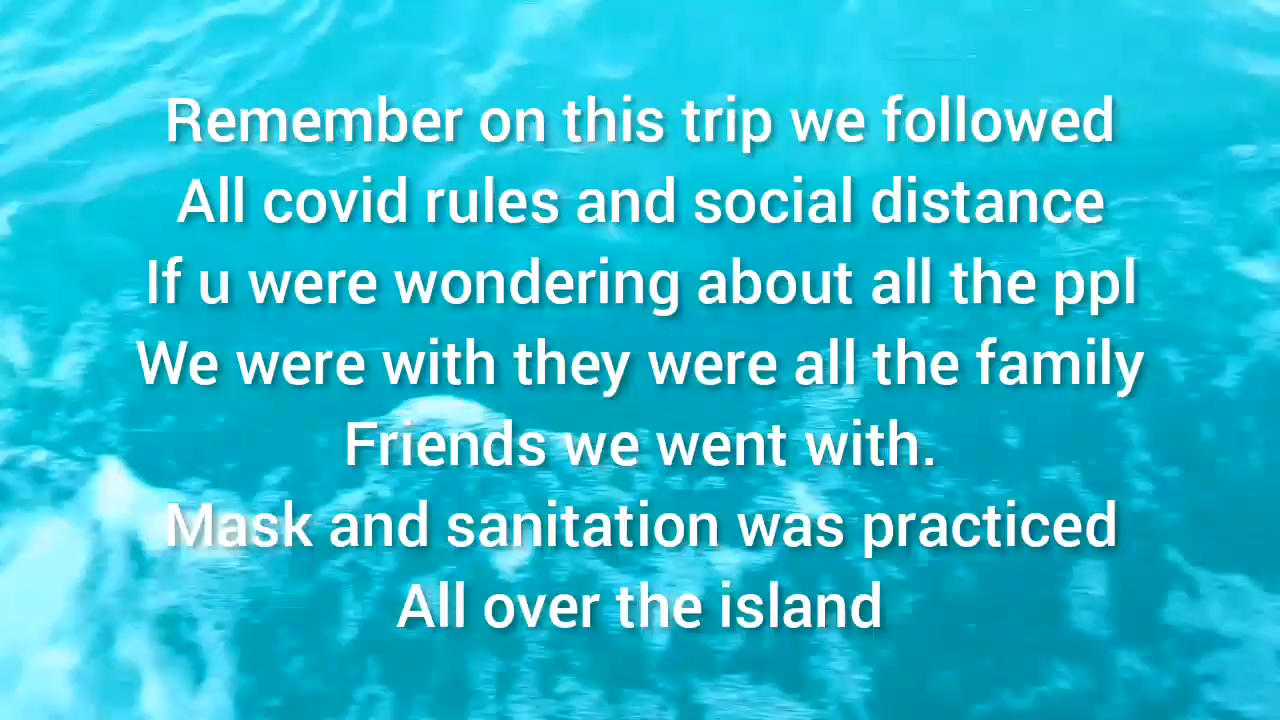 Remember on this trip we followed
All covid rules and social distance
If u were wondering about all the ppl
We were with they were all the family
Friends we went with.
Mask and sanitation was practiced
All over the island